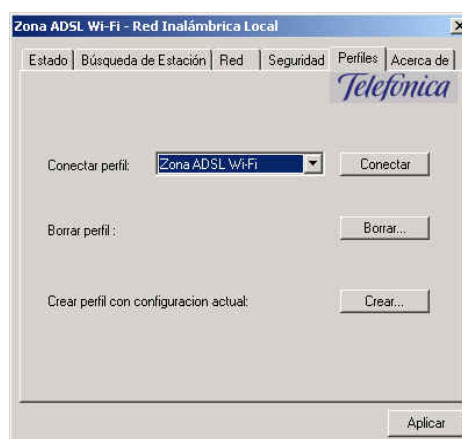 Zona ADSL Wi-Fi - Red Inalámbrica Local
Estado Búsqueda de Estación Red Seguridad Perfiles Acerca de
Telefónica
Conectar perfil: Zona ADSL Wi-Fi Conectar
Borrar perfil : Borrar...
Crear perfil con configuracion actual: Crear...
Aplicar